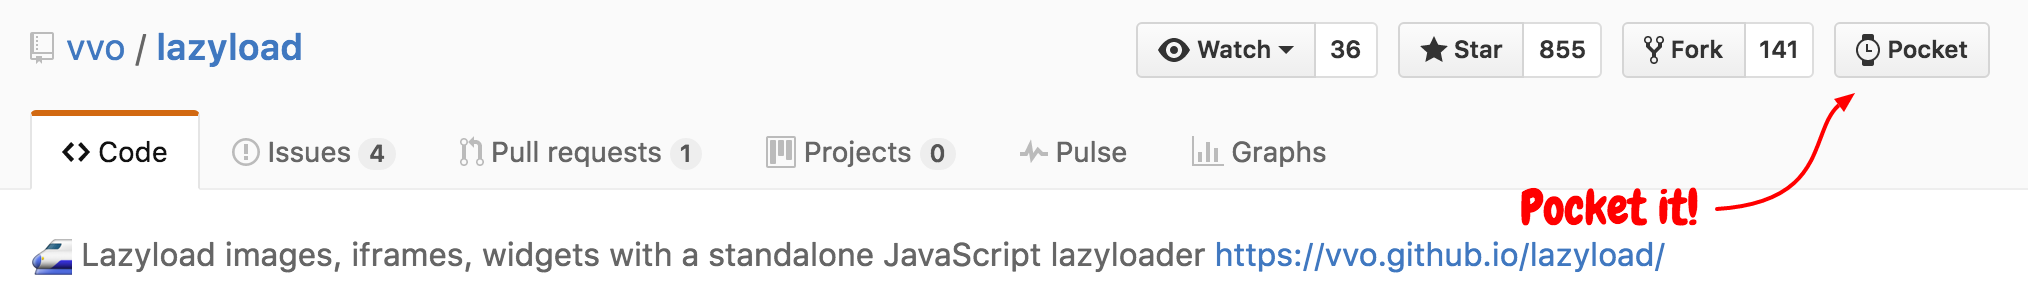 vvo / lazyload Watch 36 Star 855 Fork 141 Pocket
Code Issues 4 Pull requests 1 Projects 0 Pulse Graphs
Pocket it!
Lazyload images, iframes, widgets with a standalone JavaScript lazyloader https://vvo.github.io/lazyload/